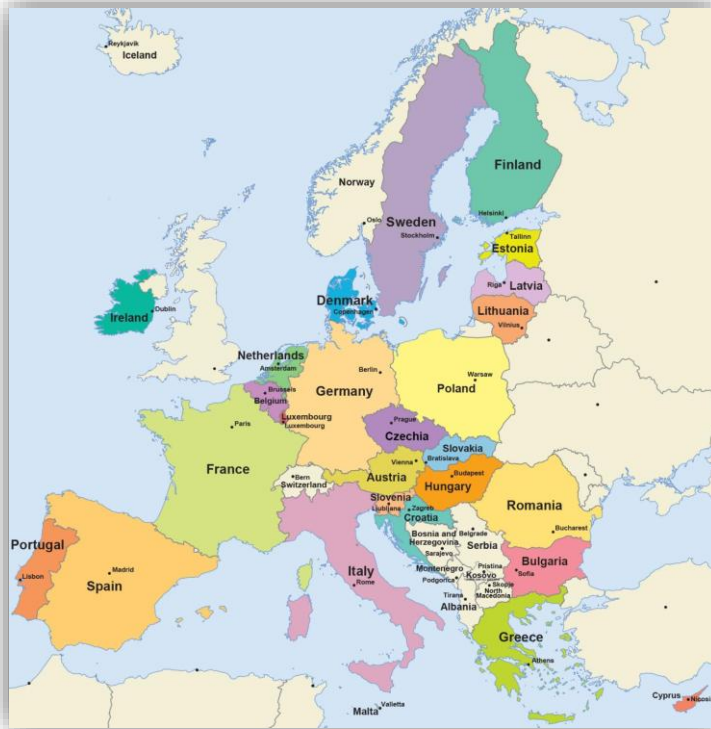 Reykjavik
Iceland
Finland
Norway
Helsinki
Oslo
Sweden
Stockholm
Tallinn
Estonia
Riga
Latvia
Denmark
Copenhagen
Lithuania
Vilnius
Dublin
Ireland
Netherlands
Amsterdam
Berlin
Warsaw
Poland
Germany
Brussels
Belgium
Luxembourg
Luxembourg
Prague
Czechia
Paris
France
Slovakia
Bratislava
Vienna
Austria
Budapest
Hungary
Bern
Switzerland
Slovenia
Ljubljana
Zagreb
Croatia
Romania
Bucharest
Bosnia and
Herzegovina
Sarajevo
Belgrade
Serbia
Portugal
Lisbon
Madrid
Spain
Italy
Rome
Montenegro
Podgorica
Pristina
Kosovo
Skopje
North
Macedonia
Bulgaria
Sofia
Tirana
Albania
Greece
Athens
Malta
Valletta
Cyprus
Nicosi